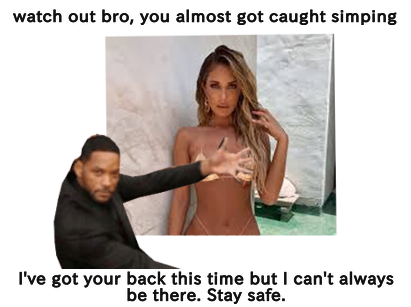 watch out bro, you almost got caught simping
I've got your back this time but I can't always
be there. Stay safe.